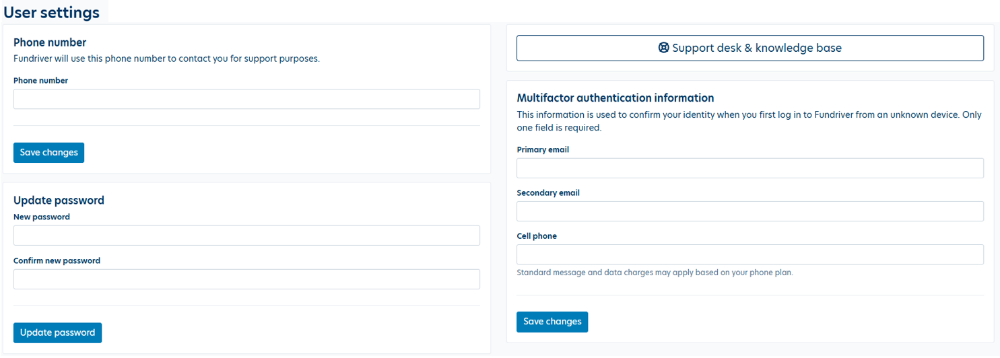 User settings
Phone number
Fundriver will use this phone number to contact you for support purposes.
Phone number
Save changes
Update password
New password
Confirm new password
Update password
Support desk & knowledge base
Multifactor authentication information
This information is used to confirm your identity when you first log in to Fundriver from an unknown device. Only
one field is required.
Primary email
Secondary email
Cell phone
Standard message and data charges may apply based on your phone plan.
Save changes